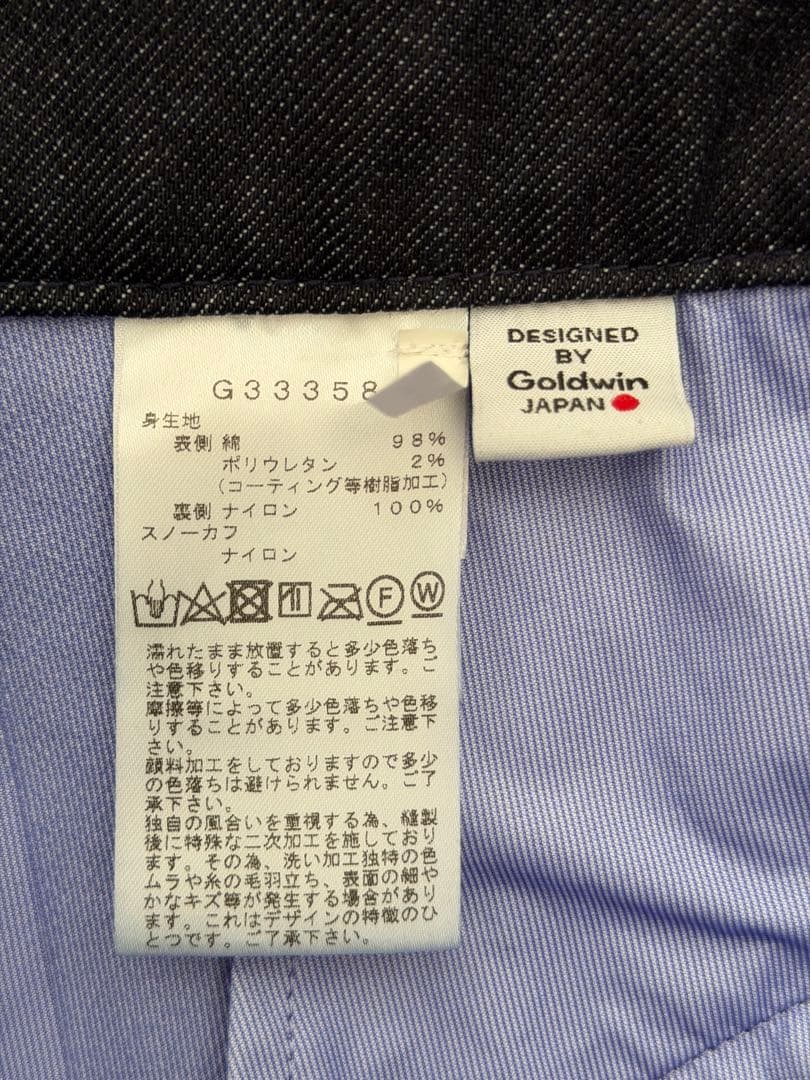 G33358
身生地
表側 綿 98%
ポリウレタン 2%
(コーティング等樹脂加工)
裏側 ナイロン 100%
スノーカフ
ナイロン
F W
濡れたまま放置すると多少色落ち
や色移りすることがあります。ご
注意下さい。
摩擦等によって多少色落ちや色移
りすることがあります。ご注意下
さい。
顔料加工をしておりますので多少
の色落ちは避けられません。ご了
承下さい。
独自の風合いを重視する為、縫製
後に特殊な二次加工を施しており
ます。その為、洗い加工独特の色
ムラや糸の毛羽立ち、表面の細や
かなキズ等が発生する場合があり
ます。これはデザインの特徴のひ
とつです。ご了承下さい。
DESIGNED
BY
Goldwin
JAPAN